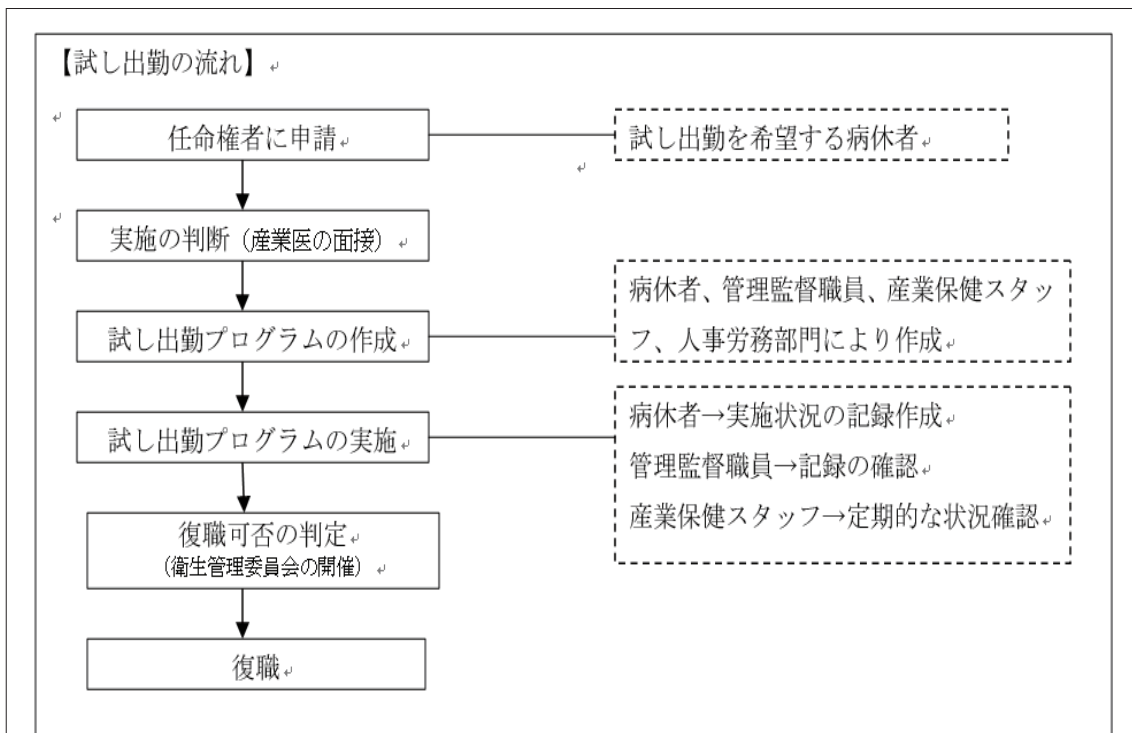 【試し出勤の流れ】
任命権者に申請
試し出勤を希望する病休者
実施の判断（産業医の面接）
試し出勤プログラムの作成
病休者、管理監督職員、産業保健スタッ
フ、人事労務部門により作成
試し出勤プログラムの実施
病休者→実施状況の記録作成
管理監督職員→記録の確認
産業保健スタッフ→定期的な状況確認
復職可否の判定
（衛生管理委員会の開催）
復職